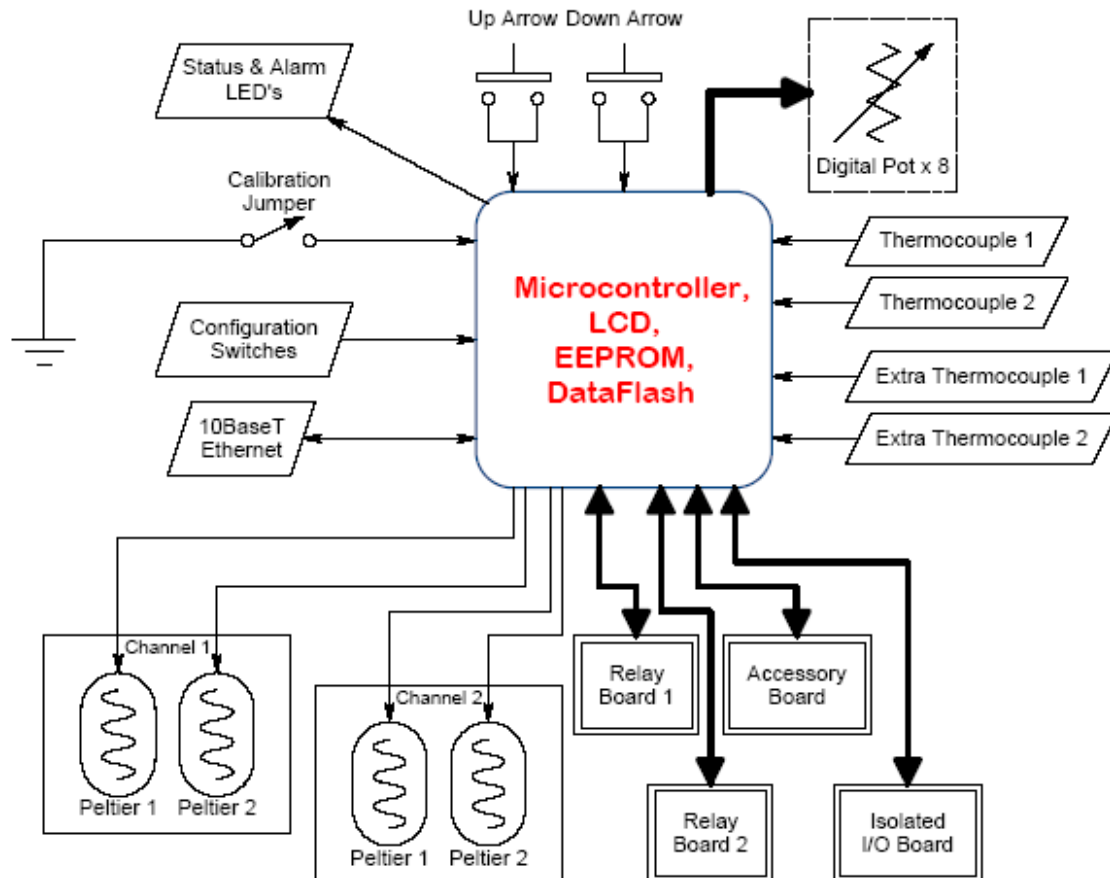 Up Arrow Down Arrow
Status & Alarm
LED's
Digital Pot x 8
Calibration
Jumper
Thermocouple 1
Microcontroller,
LCD,
EEPROM,
DataFlash
Thermocouple 2
Configuration
Switches
Extra Thermocouple 1
10BaseT
Ethernet
Extra Thermocouple 2
Channel 1
Peltier 1
Peltier 2
Channel 2
Peltier 1
Peltier 2
Relay
Board 1
Accessory
Board
Relay
Board 2
Isolated
I/O Board